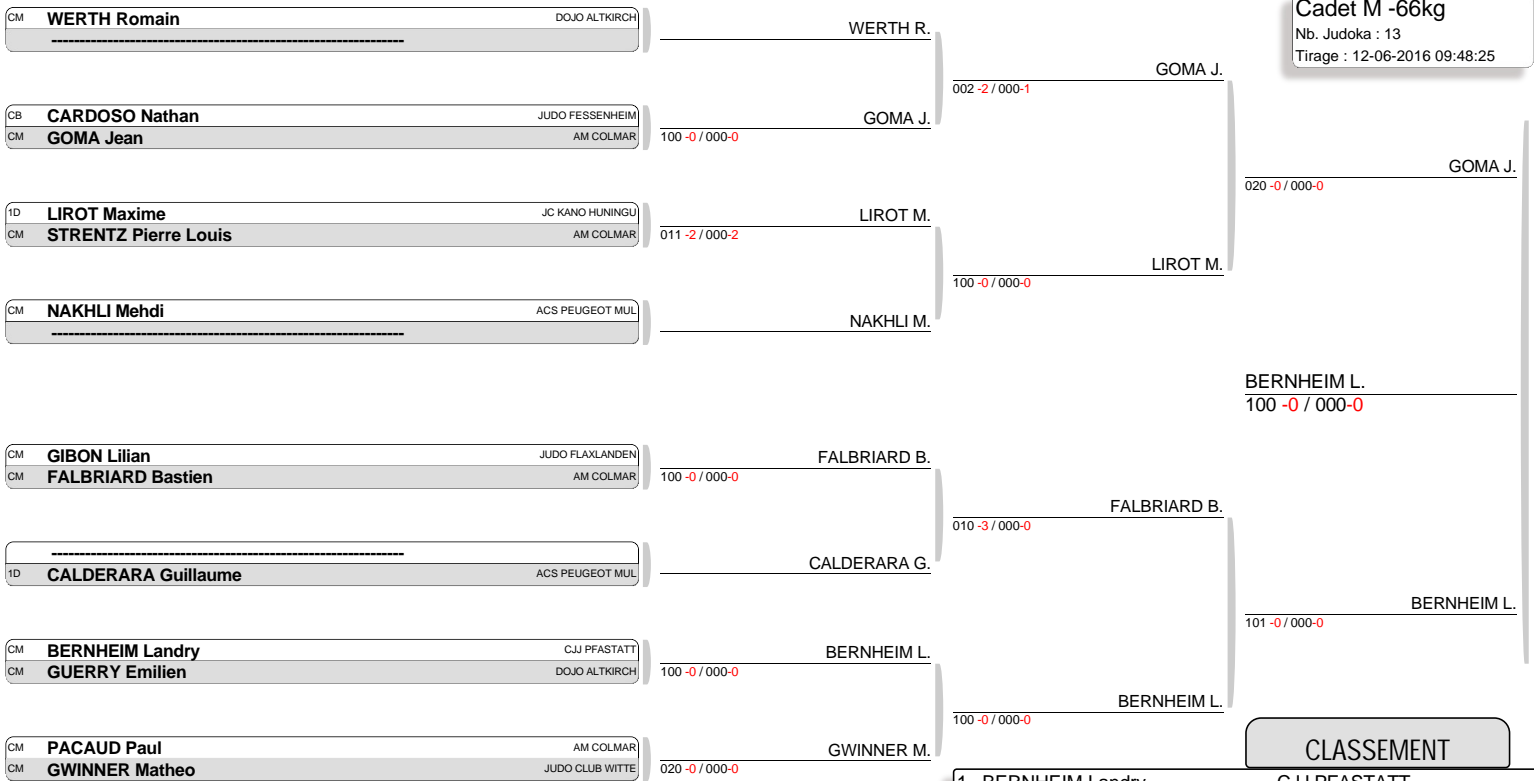 Cadet M -66kg
Nb. Judoka : 13
Tirage : 12-06-2016 09:48:25
CM WERTH Romain DOJO ALTKIRCH
----------------------------------------------------------------
CB CARDOSO Nathan JUDO FESSENHEIM
CM GOMA Jean AM COLMAR
1D LIROT Maxime JC KANO HUNINGU
CM STRENTZ Pierre Louis AM COLMAR
CM NAKHLI Mehdi ACS PEUGEOT MUL
----------------------------------------------------------------
CM GIBON Lilian JUDO FLAXLANDEN
CM FALBRIARD Bastien AM COLMAR
----------------------------------------------------------------
1D CALDERARA Guillaume ACS PEUGEOT MUL
CM BERNHEIM Landry CJJ PFASTATT
CM GUERRY Emilien DOJO ALTKIRCH
CM PACAUD Paul AM COLMAR
CM GWINNER Matheo JUDO CLUB WITTE
WERTH R.
GOMA J.
100 -0 / 000-0
LIROT M.
011 -2 / 000-2
NAKHLI M.
FALBRIARD B.
100 -0 / 000-0
CALDERARA G.
BERNHEIM L.
100 -0 / 000-0
GWINNER M.
020 -0 / 000-0
GOMA J.
002 -2 / 000-1
LIROT M.
100 -0 / 000-0
FALBRIARD B.
010 -3 / 000-0
BERNHEIM L.
100 -0 / 000-0
GOMA J.
020 -0 / 000-0
BERNHEIM L.
100 -0 / 000-0
BERNHEIM L.
101 -0 / 000-0
CLASSEMENT
1 BERNHEIM Landry CJJ PFASTATT